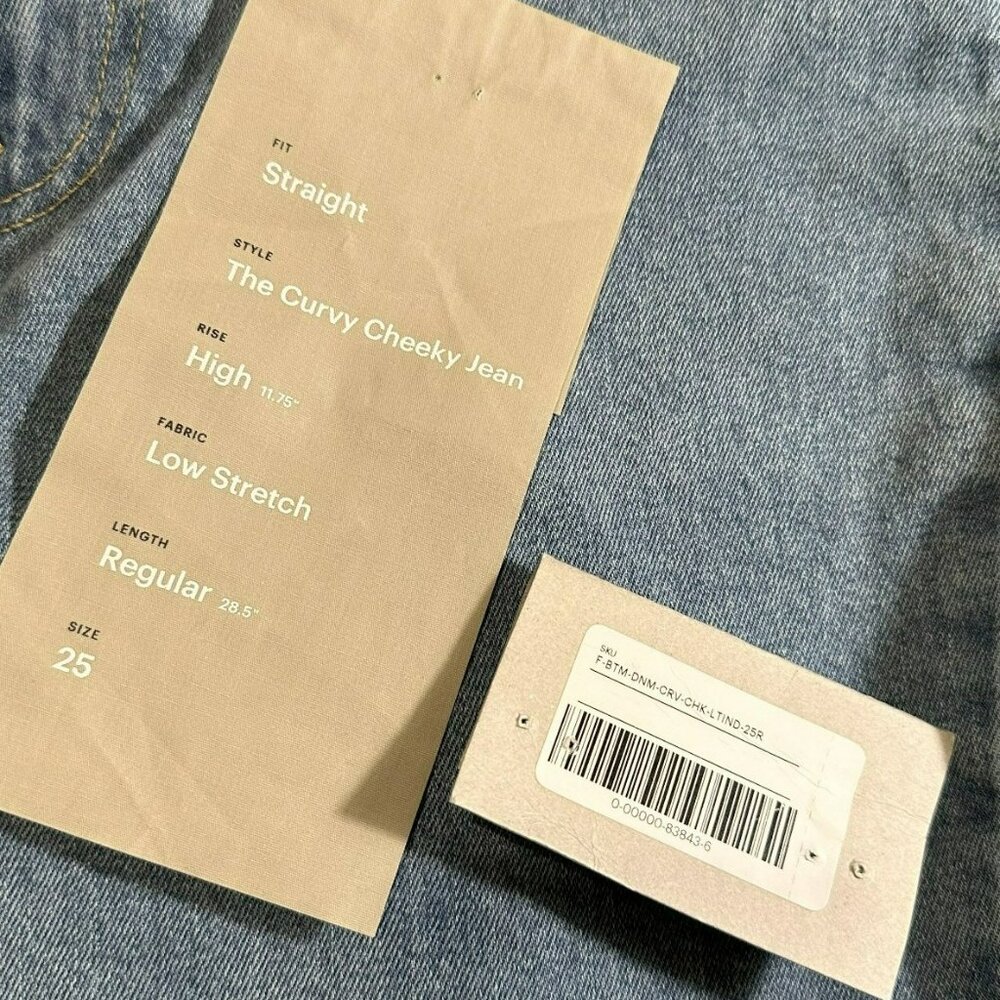 FIT
Straight
STYLE
The Curvy Cheeky Jean
RISE
High 11.75"
FABRIC
Low Stretch
LENGTH
Regular 28.5"
SIZE
25
SKU
F-BTM-DNM-CRV-CHK-LTIND-25R
0-00000-83843-6